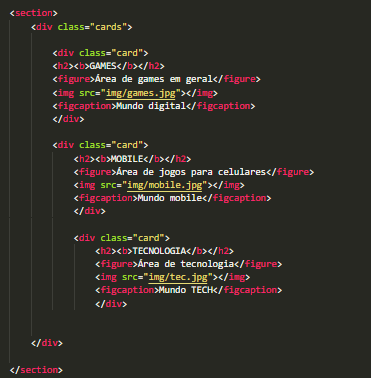 <section>
<div class="cards">
<div class="card">
<h2><b>GAMES</b></h2>
<figure>Área de games em geral</figure>
<img src="img/games.jpg"></img>
<figcaption>Mundo digital</figcaption>
</div>
<div class="card">
<h2><b>MOBILE</b></h2>
<figure>Área de jogos para celulares</figure>
<img src="img/mobile.jpg"></img>
<figcaption>Mundo mobile</figcaption>
</div>
<div class="card">
<h2><b>TECNOLOGIA</b></h2>
<figure>Área de tecnologia</figure>
<img src="img/tec.jpg"></img>
<figcaption>Mundo TECH</figcaption>
</div>
</div>
</section>